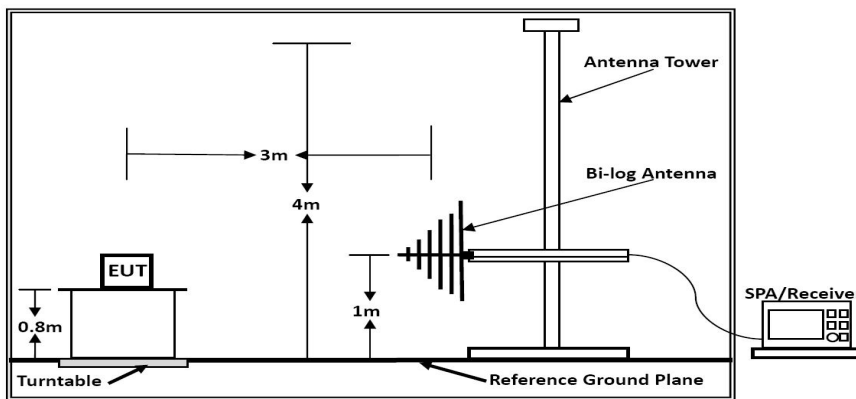 Antenna Tower
3m
Bi-log Antenna
4m
EUT
SPA/Receive
0.8m
1m
Turntable
Reference Ground Plane